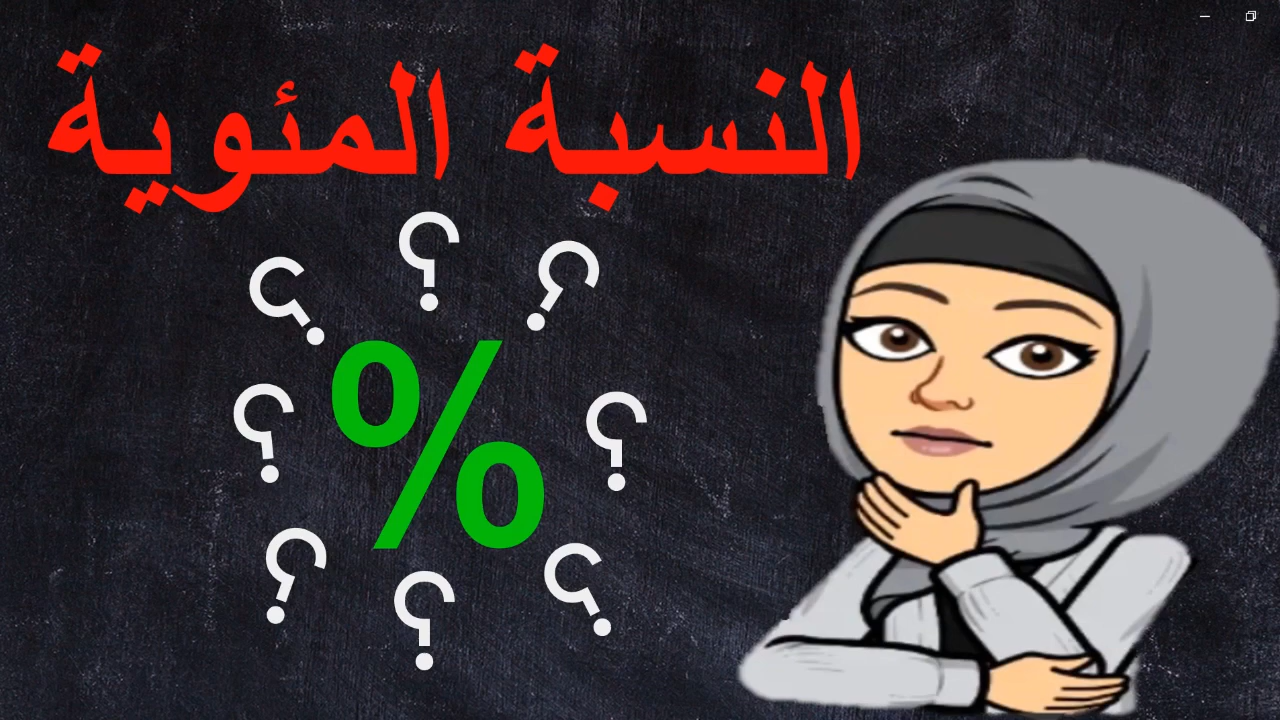 النسبة المئوية
؟ ؟ ؟
%
؟ ؟
؟ ؟ ؟